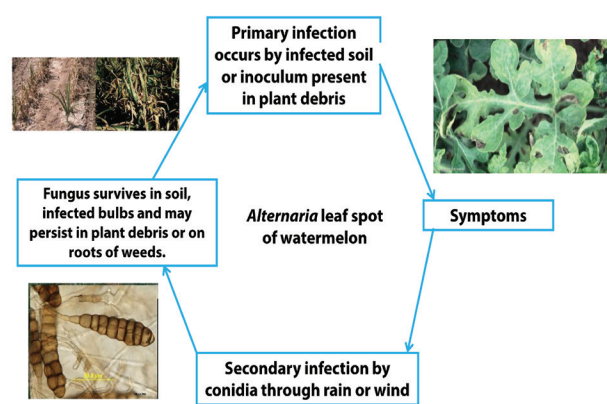 Primary infection
occurs by infected soil
or inoculum present
in plant debris
Fungus survives in soil,
infected bulbs and may
persist in plant debris or on
roots of weeds.
Alternaria leaf spot
of watermelon
Symptoms
Secondary infection by
conidia through rain or wind